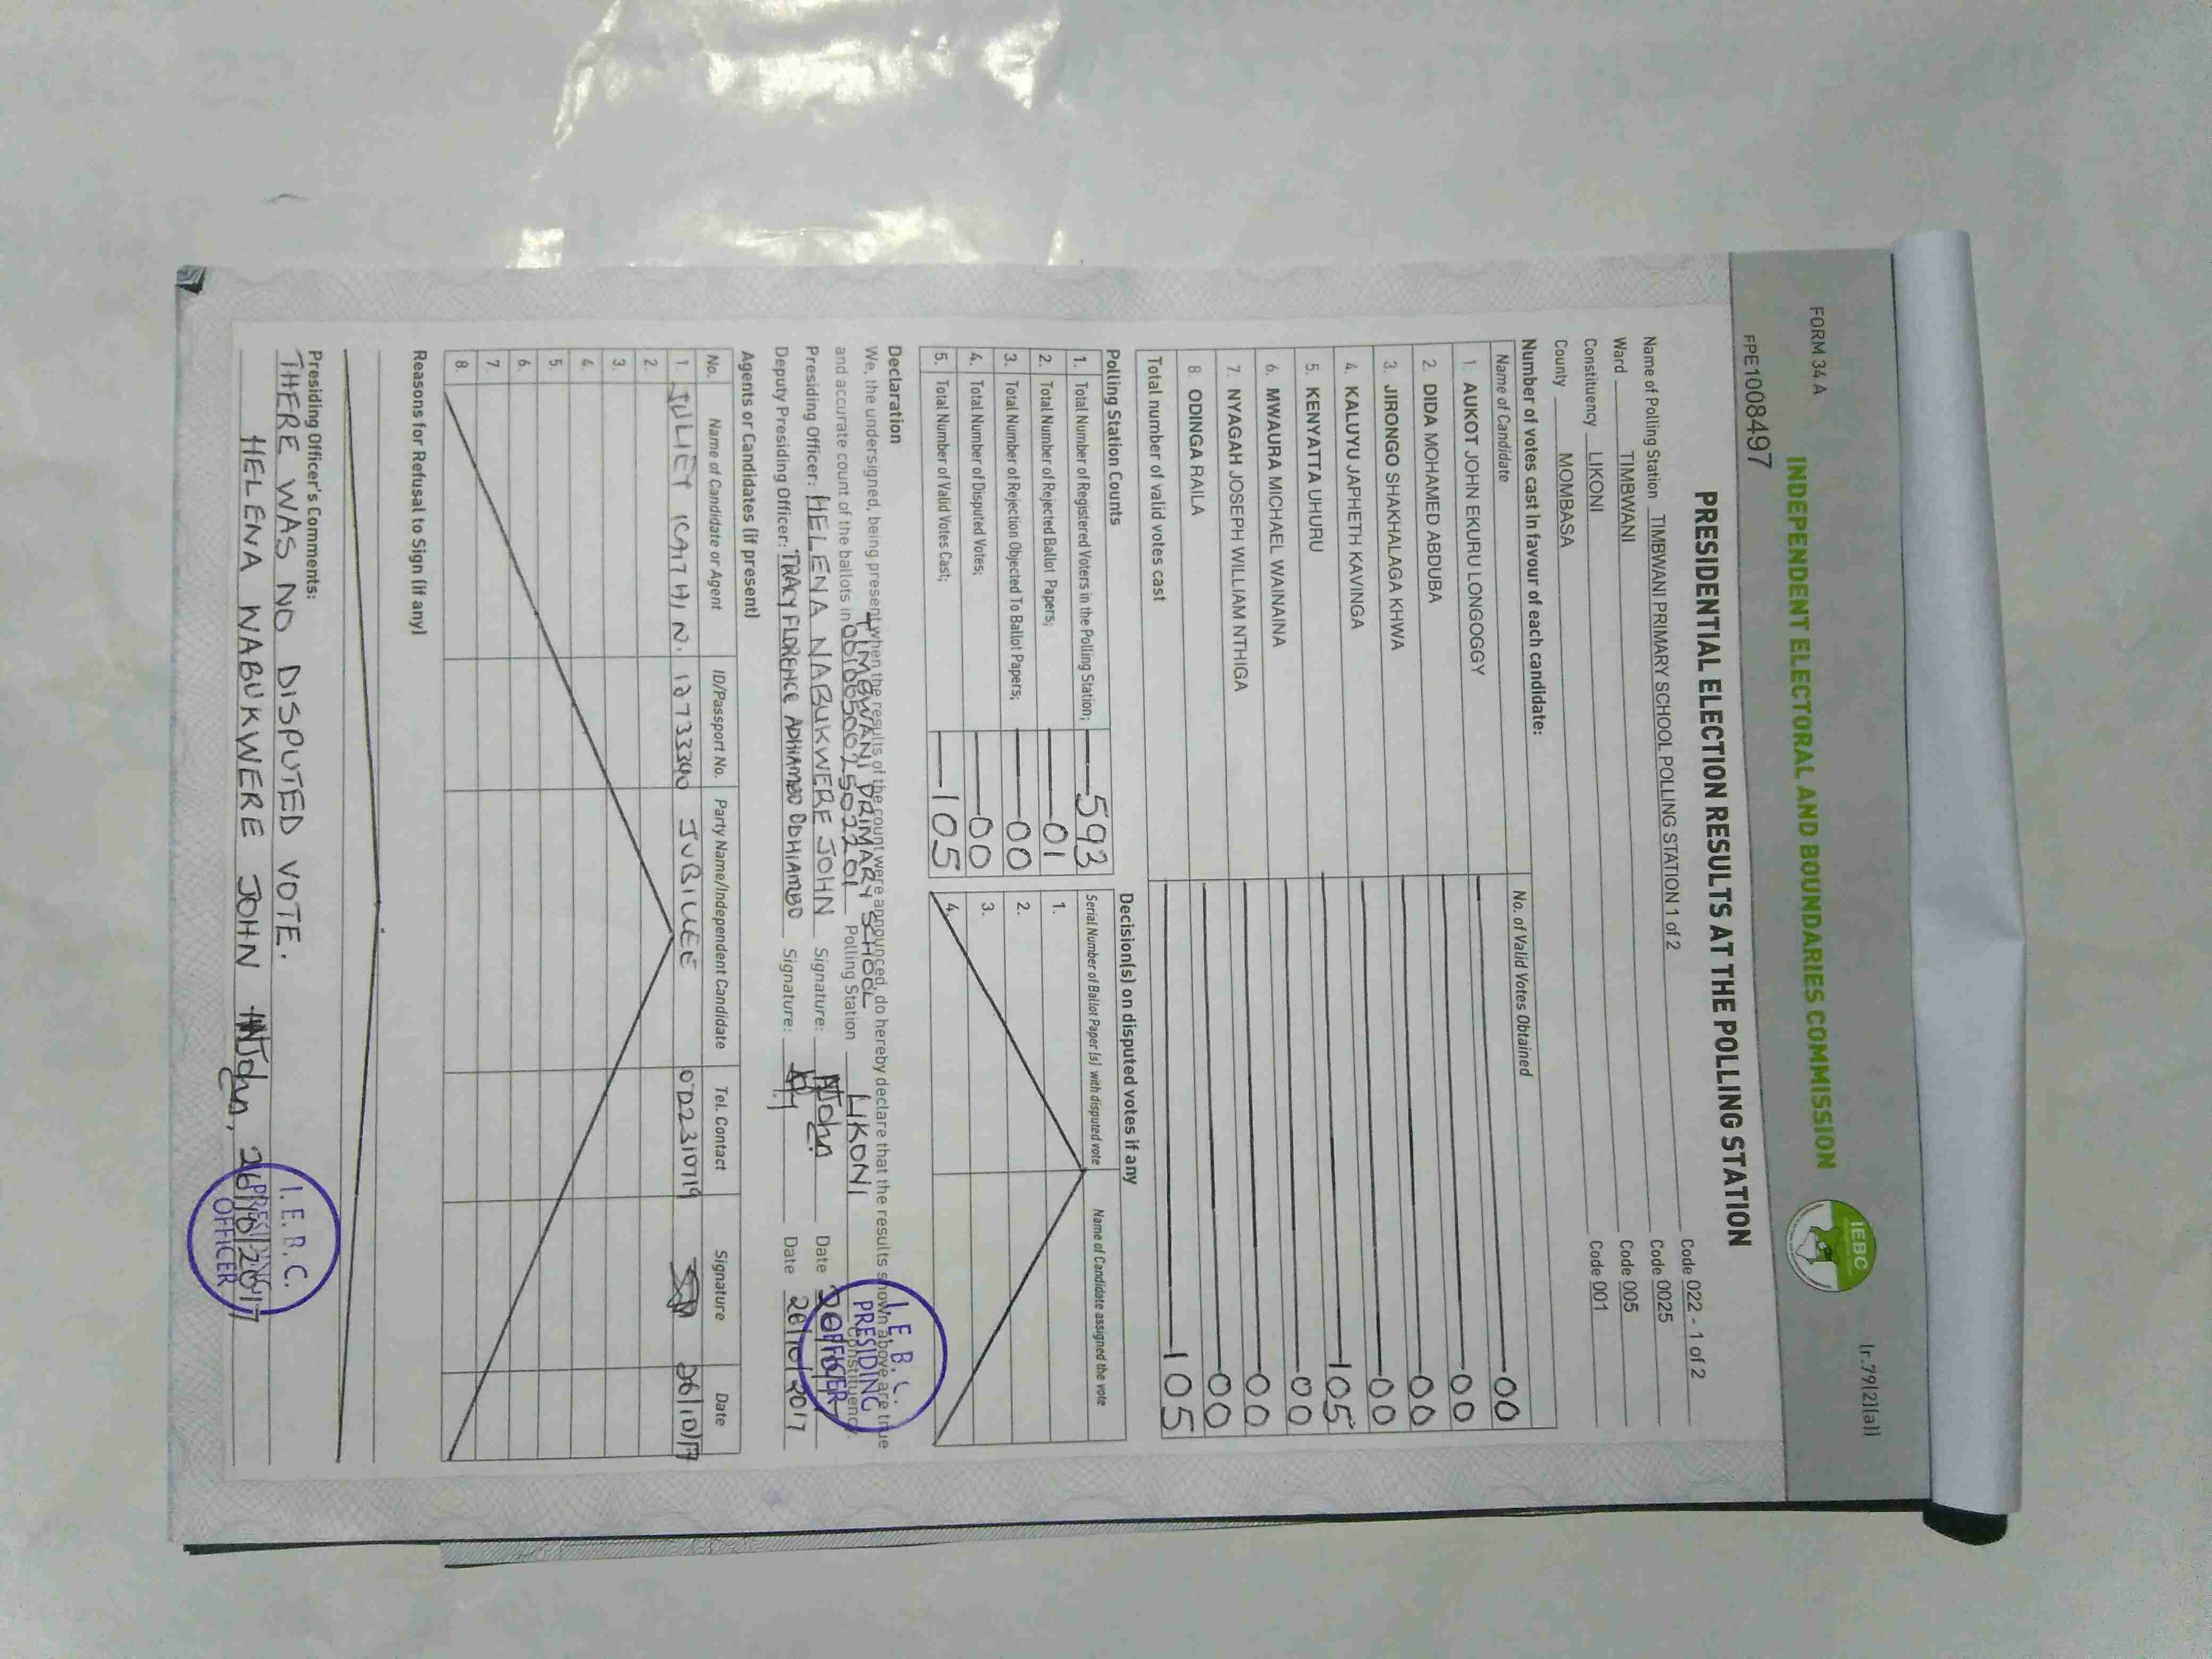 FORM 34 A
Ir.79(2)(a)
INDEPENDENT ELECTORAL AND BOUNDARIES COMMISSION
IEBC
FPE1008497
PRESIDENTIAL ELECTION RESULTS AT THE POLLING STATION
Name of Polling Station TIMBWANI PRIMARY SCHOOL POLLING STATION 1 of 2 Code 022 - 1 of 2
Ward TIMBWANI Code 0025
Constituency LIKONI Code 005
County MOMBASA Code 001
Number of votes cast in favour of each candidate:
Name of Candidate No. of Valid Votes Obtained
1. AUKOT JOHN EKURU LONGOGGY 00
2. DIDA MOHAMED ABDUBA 00
3. JIRONGO SHAKHALAGA KHWA 00
4. KALUYU JAPHETH KAVINGA 00
5. KENYATTA UHURU 105
6. MWAURA MICHAEL WAINAINA 00
7. NYAGAH JOSEPH WILLIAM NTHIGA 00
8. ODINGA RAILA 00
Total number of valid votes cast 105
Polling Station Counts
1. Total Number of Registered Voters in the Polling Station; 593
2. Total Number of Rejected Ballot Papers; 01
3. Total Number of Rejection Objected To Ballot Papers; 00
4. Total Number of Disputed Votes; 00
5. Total Number of Valid Votes Cast; 105
Decision(s) on disputed votes if any
Serial Number of Ballot Paper (s) with disputed vote Name of Candidate assigned the vote
1.
2.
3.
4.
Declaration
We, the undersigned, being present when the results of the count were announced, do hereby declare that the results shown above are true
TIMBWANI PRIMARY SCHOOL
and accurate count of the ballots in 001005002502201 Polling Station LIKONI Constituency.
Presiding Officer: HELENA NABUKWERE JOHN Signature: HNJohn Date
Deputy Presiding Officer: TRACY FLORENCE ADHIAMBO ODHIAMBO Signature: Date 26/10/2017
I. E. B. C.
PRESIDING
OFFICER
Agents or Candidates (if present)
No. Name of Candidate or Agent ID/Passport No. Party Name/Independent Candidate Tel. Contact Signature Date
1. JULIET N. 12733340 JUBILEE 0722310719 26/10/17
2.
3.
4.
5.
6.
7.
8.
Reasons for Refusal to Sign (if any)
Presiding Officer's Comments:
THERE WAS NO DISPUTED VOTE.
HELENA NABUKWERE JOHN HNJohn, 26/10/2017
I. E. B. C.
PRESIDING
OFFICER